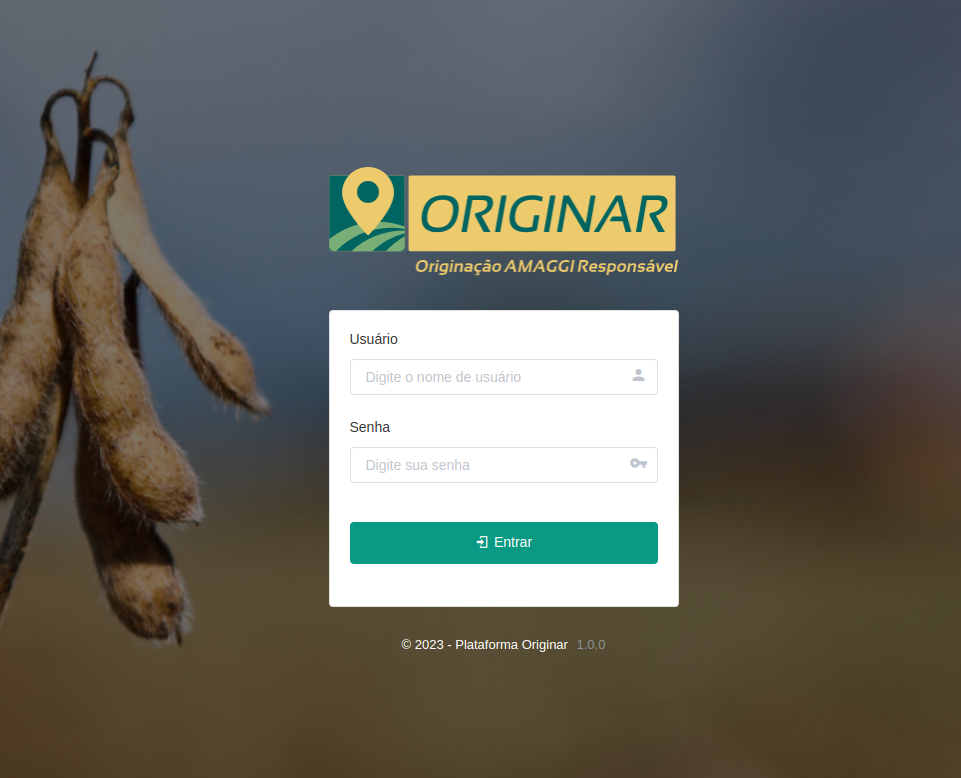 ORIGINAR
Originação AMAGGI Responsável
Usuário
Digite o nome de usuário
Senha
Digite sua senha
Entrar
© 2023 - Plataforma Originar 1.0.0